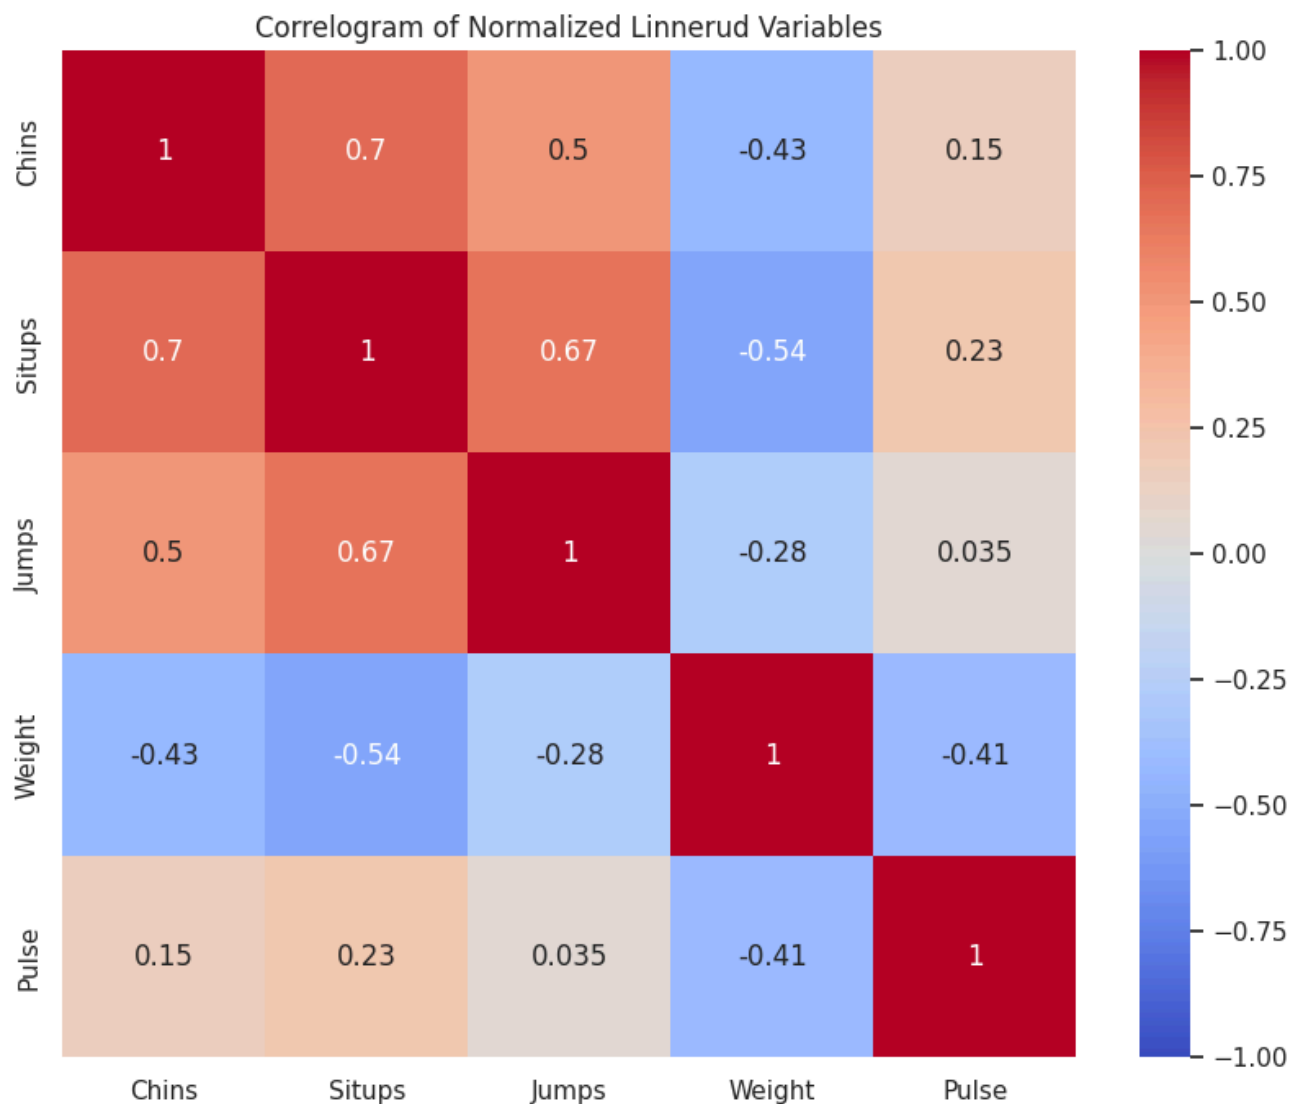 Correlogram of Normalized Linnerud Variables
Chins 1 0.7 0.5 -0.43 0.15
Situps 0.7 1 0.67 -0.54 0.23
Jumps 0.5 0.67 1 -0.28 0.035
Weight -0.43 -0.54 -0.28 1 -0.41
Pulse 0.15 0.23 0.035 -0.41 1
Chins Situps Jumps Weight Pulse
1.00
0.75
0.50
0.25
0.00
−0.25
−0.50
−0.75
−1.00